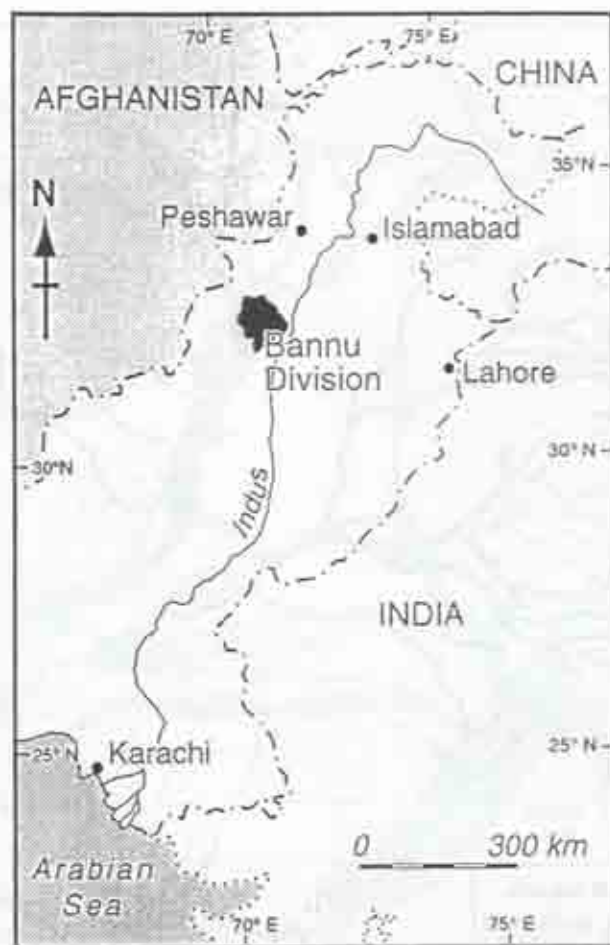 70° E
75° E
CHINA
AFGHANISTAN
35° N
N
Peshawar
Islamabad
Bannu
Division
Lahore
30°N
30°N
Indus
INDIA
25° N
Karachi
25° N
0 300 km
Arabian
Sea
70° E
75° E